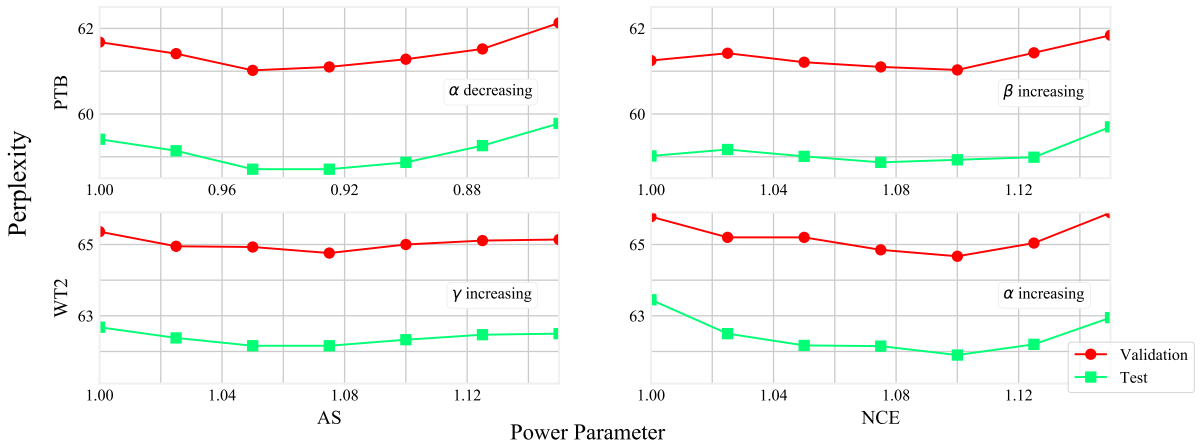 62
60
PTB
α decreasing
1.00 0.96 0.92 0.88
62
60
β increasing
1.00 1.04 1.08 1.12
Perplexity
65
63
WT2
γ increasing
1.00 1.04 1.08 1.12
AS
65
63
α increasing
1.00 1.04 1.08 1.12
NCE
Validation
Test
Power Parameter